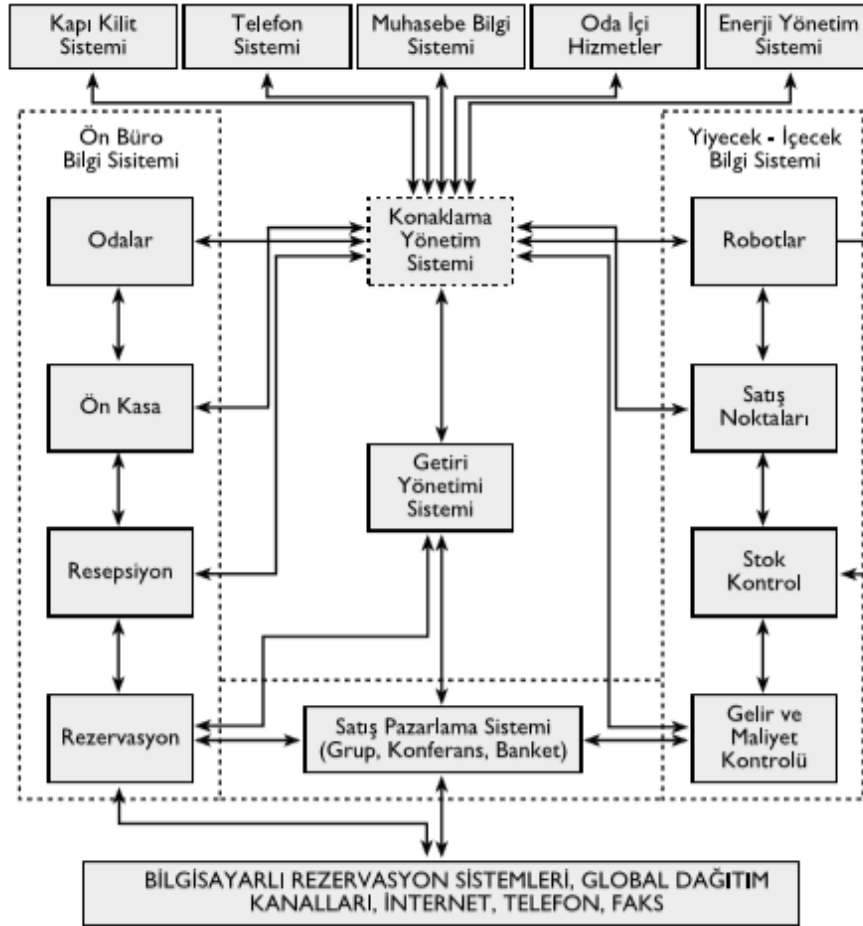 Kapı Kilit
Sistemi
Telefon
Sistemi
Muhasebe Bilgi
Sistemi
Oda İçi
Hizmetler
Enerji Yönetim
Sistemi
Ön Büro
Bilgi Sisitemi
Yiyecek - İçecek
Bilgi Sistemi
Odalar
Konaklama
Yönetim
Sistemi
Robotlar
Ön Kasa
Satış
Noktaları
Getiri
Yönetimi
Sistemi
Resepsiyon
Stok
Kontrol
Rezervasyon
Satış Pazarlama Sistemi
(Grup, Konferans, Banket)
Gelir ve
Maliyet
Kontrolü
BİLGİSAYARLI REZERVASYON SİSTEMLERİ, GLOBAL DAĞITIM
KANALLARI, İNTERNET, TELEFON, FAKS